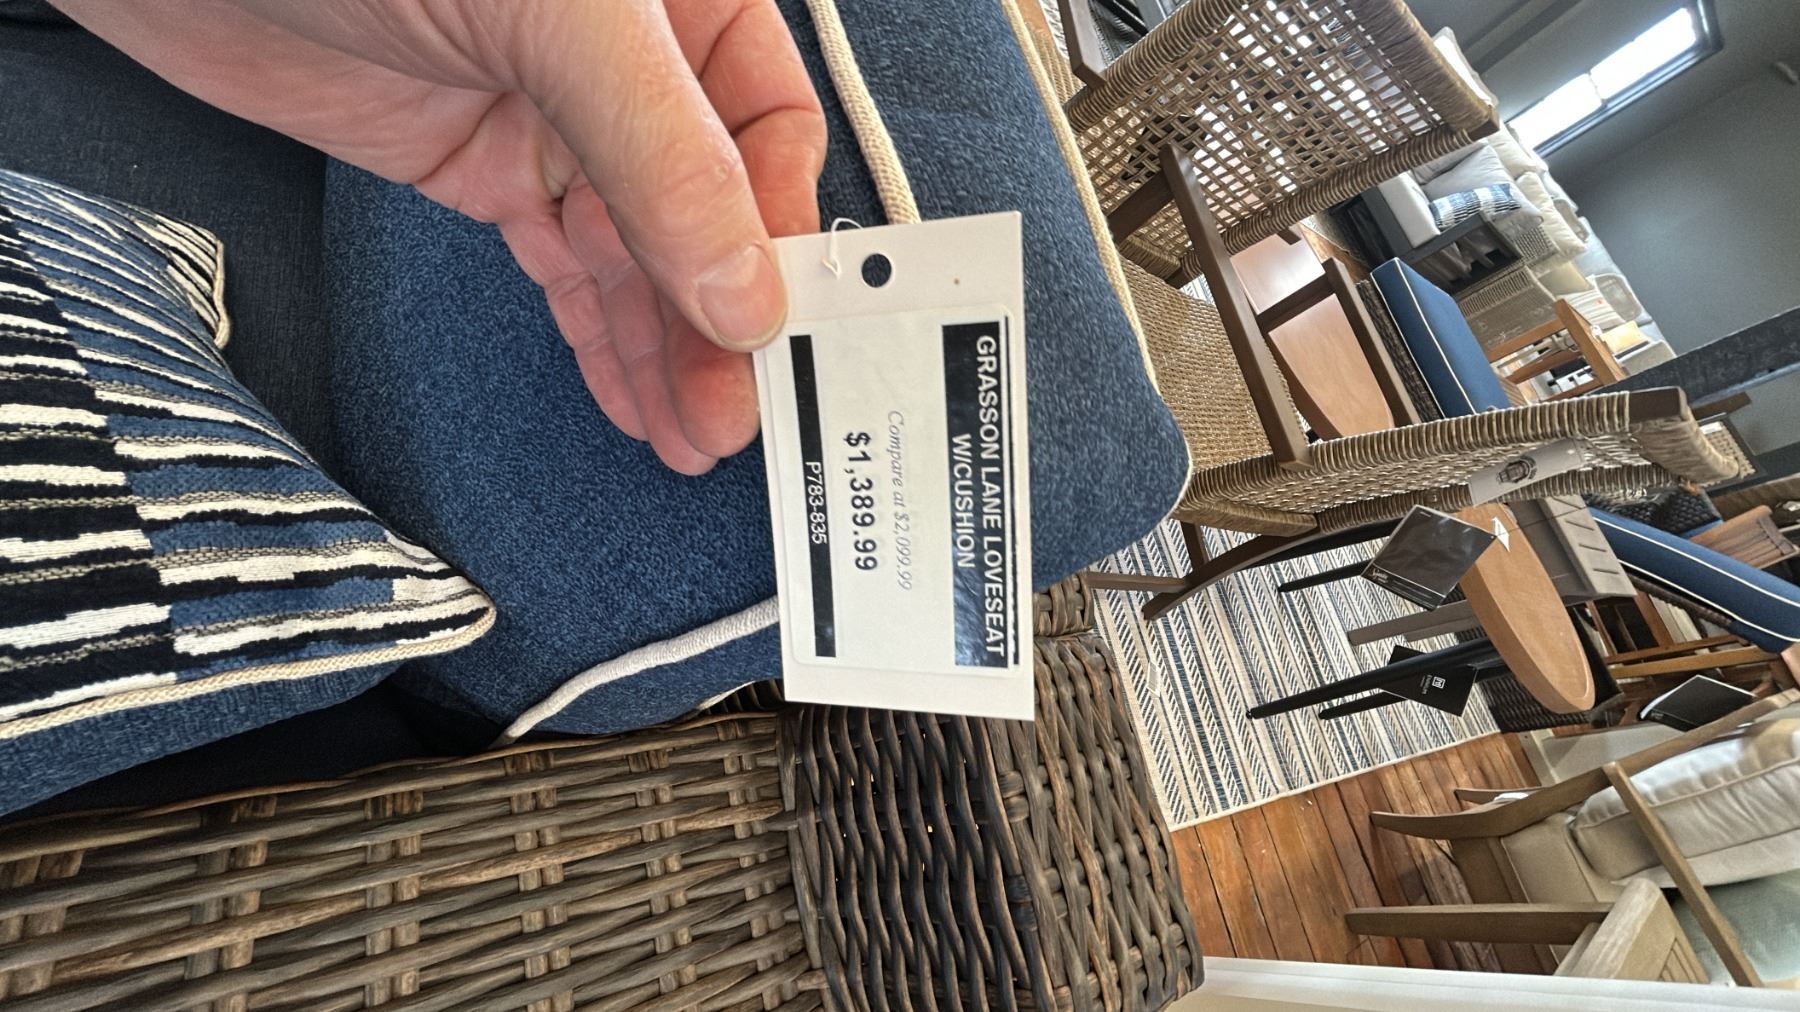 GRASSON LANE LOVESEAT
W/CUSHION
Compare at $2,099.99
$1,389.99
P783-835